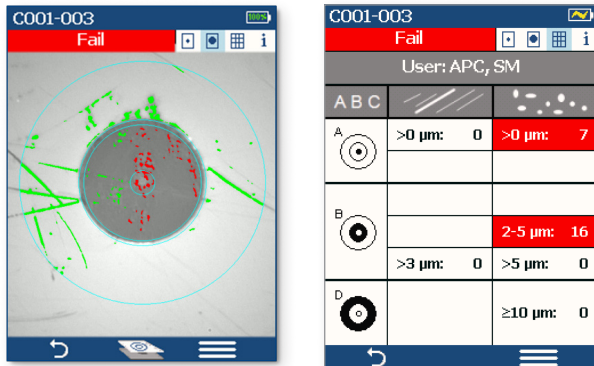 C001-003
100%
Fail
i
C001-003
Fail
i
User: APC, SM
A B C
A
>0 µm: 0
>0 µm: 7
B
2-5 µm: 16
>3 µm: 0
>5 µm: 0
D
≥10 µm: 0